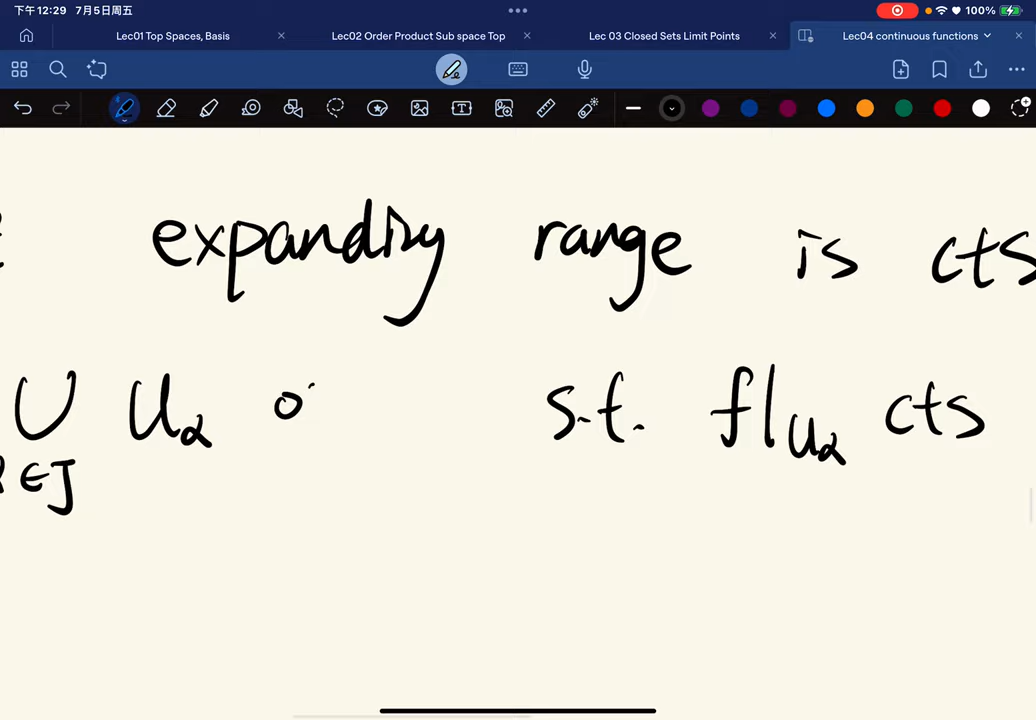 下午12:29 7月5日周五
100%
Lec01 Top Spaces, Basis
Lec02 Order Product Sub space Top
Lec 03 Closed Sets Limit Points
Lec04 continuous functions
expanding range is cts
∪ Uα o s.t. f|Uα cts
∈J